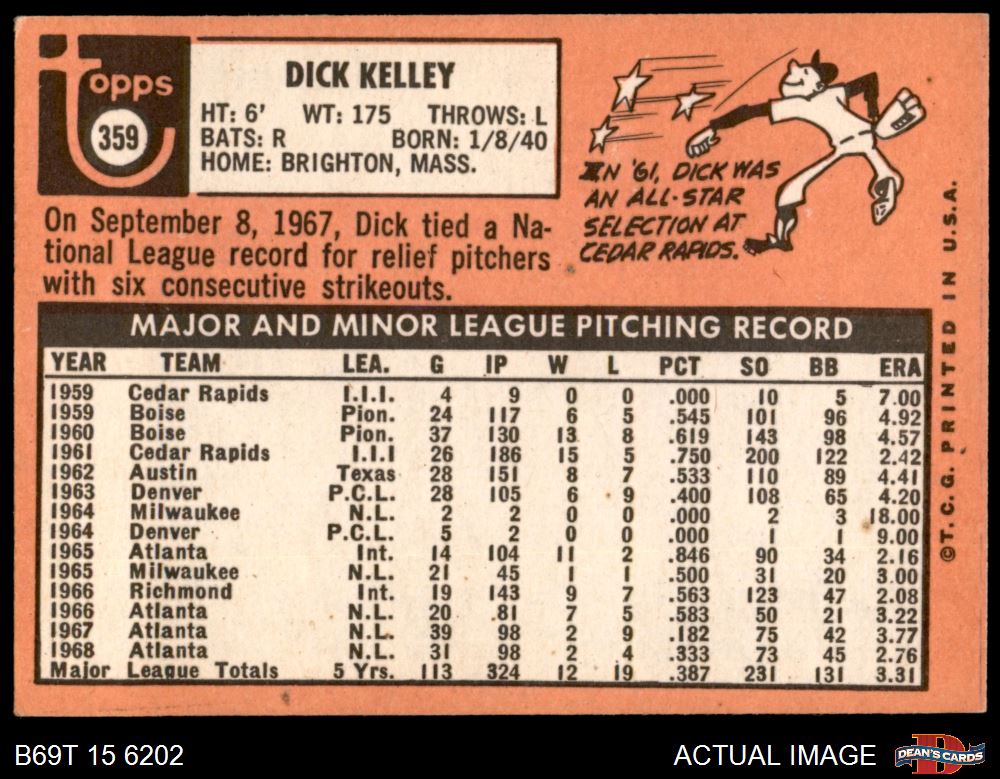 Topps
359
DICK KELLEY
HT: 6' WT: 175 THROWS: L
BATS: R BORN: 1/8/40
HOME: BRIGHTON, MASS.
On September 8, 1967, Dick tied a Na-
tional League record for relief pitchers
with six consecutive strikeouts.
IN '61, DICK WAS
AN ALL-STAR
SELECTION AT
CEDAR RAPIDS.
MAJOR AND MINOR LEAGUE PITCHING RECORD
YEAR TEAM LEA. G IP W L PCT SO BB ERA
1959 Cedar Rapids I.I.I. 4 9 0 0 .000 10 5 7.00
1959 Boise Pion. 24 117 6 5 .545 101 96 4.92
1960 Boise Pion. 37 130 13 8 .619 143 98 4.57
1961 Cedar Rapids I.I.I 26 186 15 5 .750 200 122 2.42
1962 Austin Texas 28 151 8 7 .533 110 89 4.41
1963 Denver P.C.L. 28 105 6 9 .400 108 65 4.20
1964 Milwaukee N.L. 2 2 0 0 .000 2 3 18.00
1964 Denver P.C.L. 5 2 0 0 .000 1 1 9.00
1965 Atlanta Int. 14 104 11 2 .846 90 34 2.16
1965 Milwaukee N.L. 21 45 1 1 .500 31 20 3.00
1966 Richmond Int. 19 143 9 7 .563 123 47 2.08
1966 Atlanta N.L. 20 81 7 5 .583 50 21 3.22
1967 Atlanta N.L. 39 98 2 9 .182 75 42 3.77
1968 Atlanta N.L. 31 98 2 4 .333 73 45 2.76
Major League Totals 5 Yrs. 113 324 12 19 .387 231 131 3.31
©T.C.G. PRINTED IN U.S.A.
B69T 15 6202
ACTUAL IMAGE
D
DEAN'S CARDS